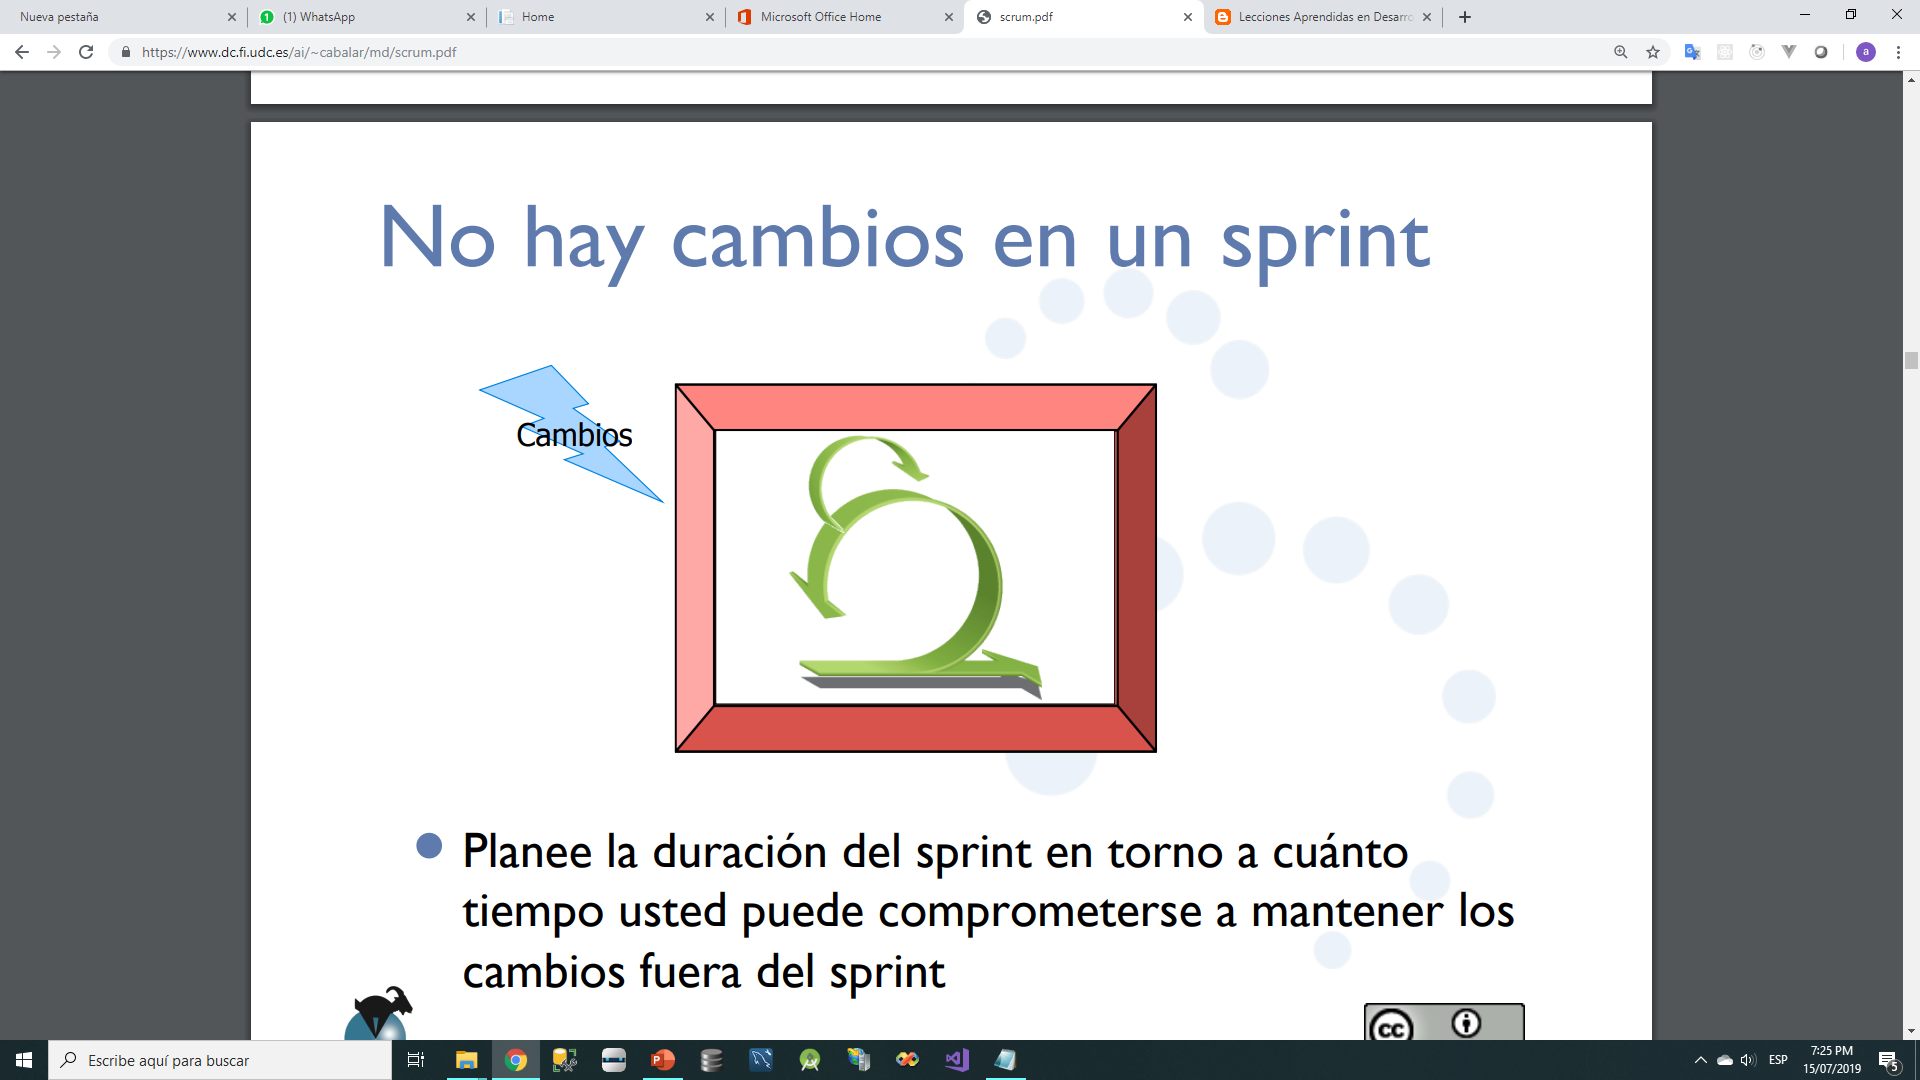 Nueva pestaña
(1) WhatsApp
Home
Microsoft Office Home
scrum.pdf
Lecciones Aprendidas en Desarro
https://www.dc.fi.udc.es/ai/~cabalar/md/scrum.pdf
a
No hay cambios en un sprint
Cambios
Planee la duración del sprint en torno a cuánto
tiempo usted puede comprometerse a mantener los
cambios fuera del sprint
cc
Escribe aquí para buscar
ESP
7:25 PM
15/07/2019
5